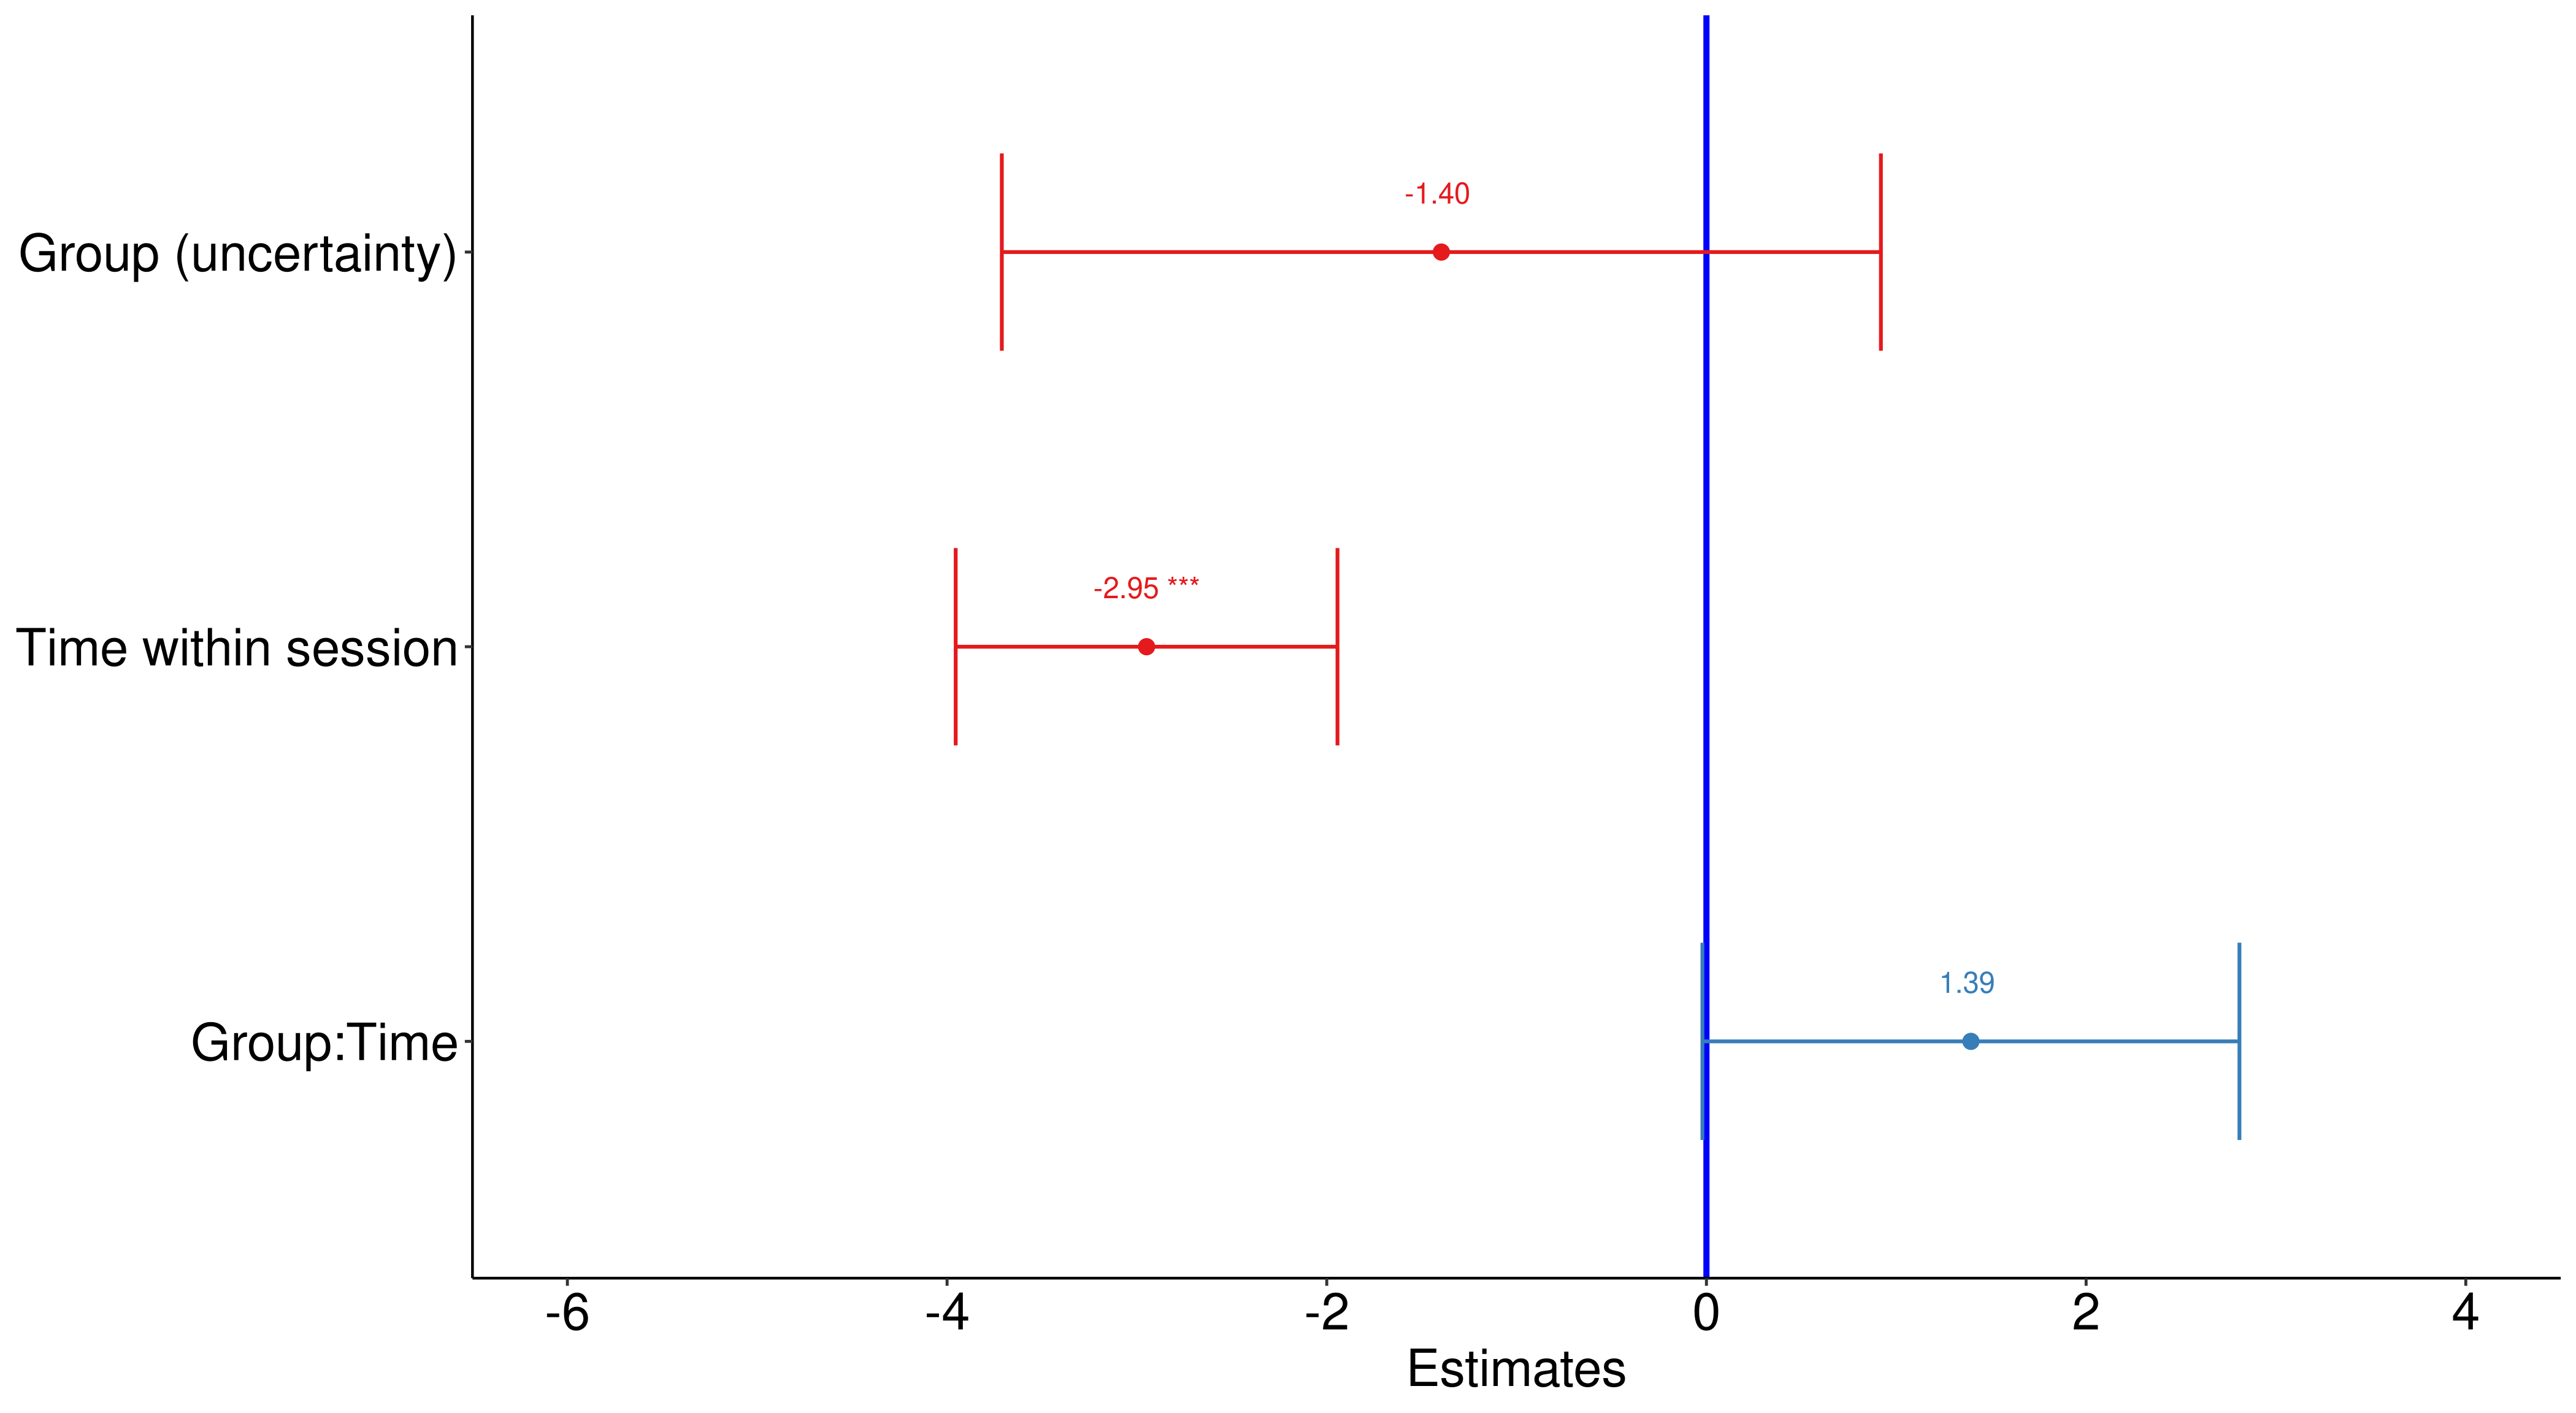 -1.40
Group (uncertainty)
-2.95 ***
Time within session
1.39
Group:Time
-6 -4 -2 0 2 4
Estimates